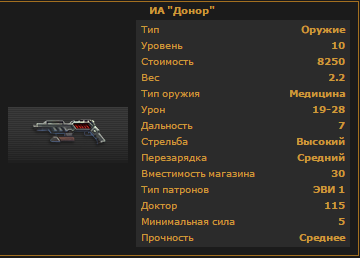 ИА "Донор"
Тип Оружие
Уровень 10
Стоимость 8250
Вес 2.2
Тип оружия Медицина
Урон 19-28
Дальность 7
Стрельба Высокий
Перезарядка Средний
Вместимость магазина 30
Тип патронов ЭВИ 1
Доктор 115
Минимальная сила 5
Прочность Среднее